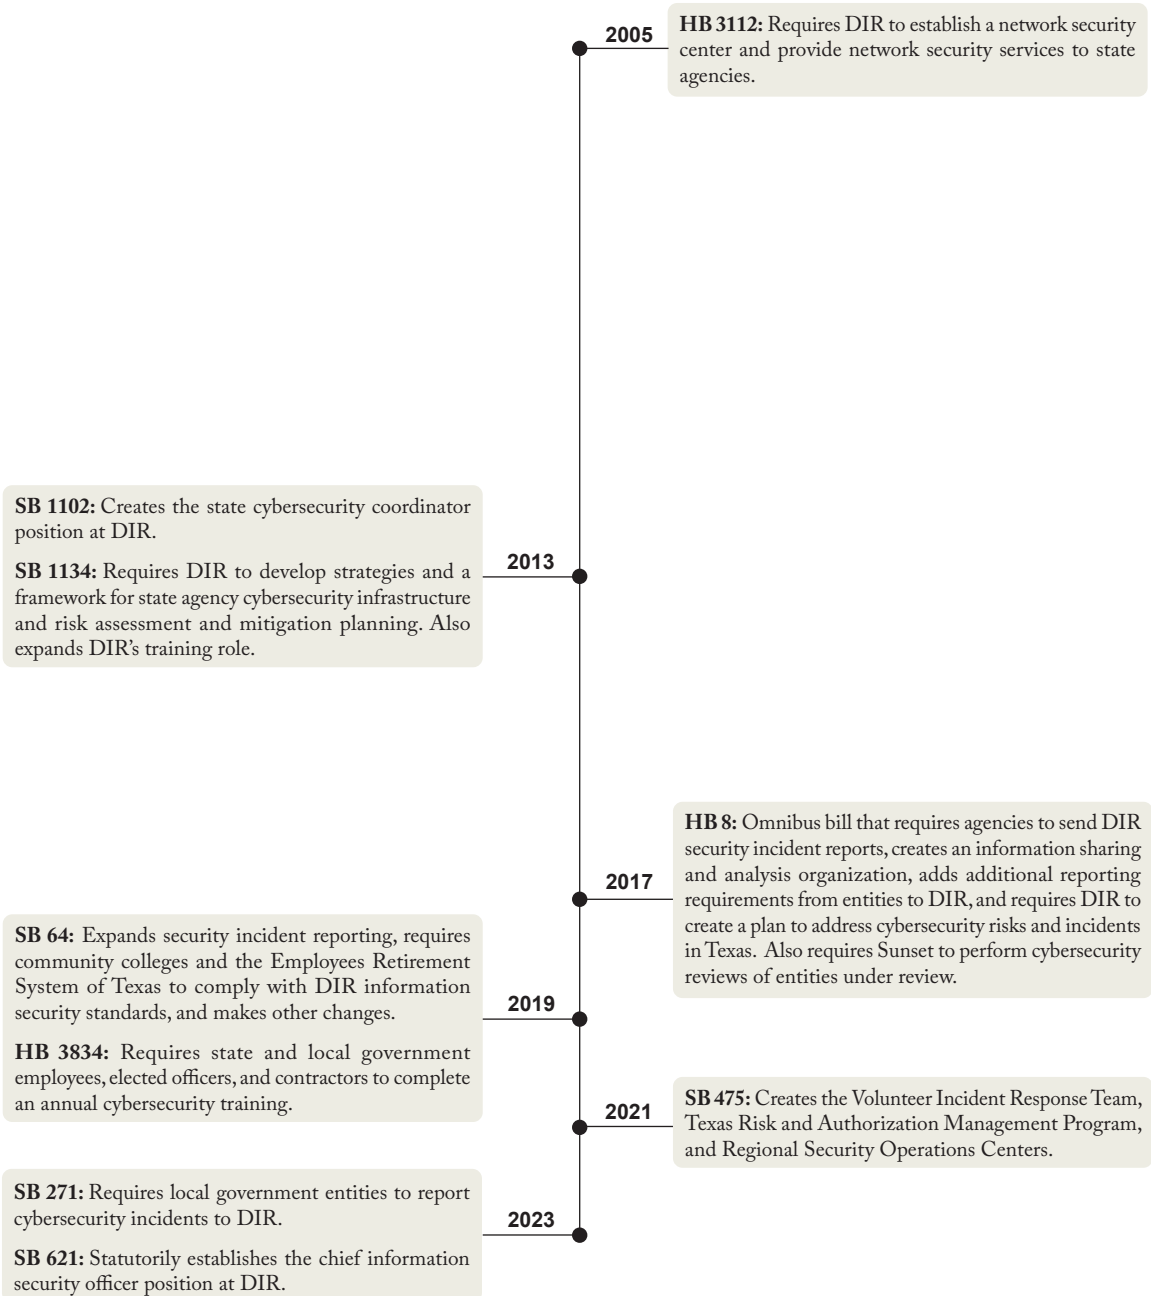 2005
HB 3112: Requires DIR to establish a network security
center and provide network security services to state
agencies.
SB 1102: Creates the state cybersecurity coordinator
position at DIR.
SB 1134: Requires DIR to develop strategies and a
framework for state agency cybersecurity infrastructure
and risk assessment and mitigation planning. Also
expands DIR’s training role.
2013
2017
HB 8: Omnibus bill that requires agencies to send DIR
security incident reports, creates an information sharing
and analysis organization, adds additional reporting
requirements from entities to DIR, and requires DIR to
create a plan to address cybersecurity risks and incidents
in Texas. Also requires Sunset to perform cybersecurity
reviews of entities under review.
SB 64: Expands security incident reporting, requires
community colleges and the Employees Retirement
System of Texas to comply with DIR information
security standards, and makes other changes.
HB 3834: Requires state and local government
employees, elected officers, and contractors to complete
an annual cybersecurity training.
2019
2021
SB 475: Creates the Volunteer Incident Response Team,
Texas Risk and Authorization Management Program,
and Regional Security Operations Centers.
SB 271: Requires local government entities to report
cybersecurity incidents to DIR.
SB 621: Statutorily establishes the chief information
security officer position at DIR.
2023